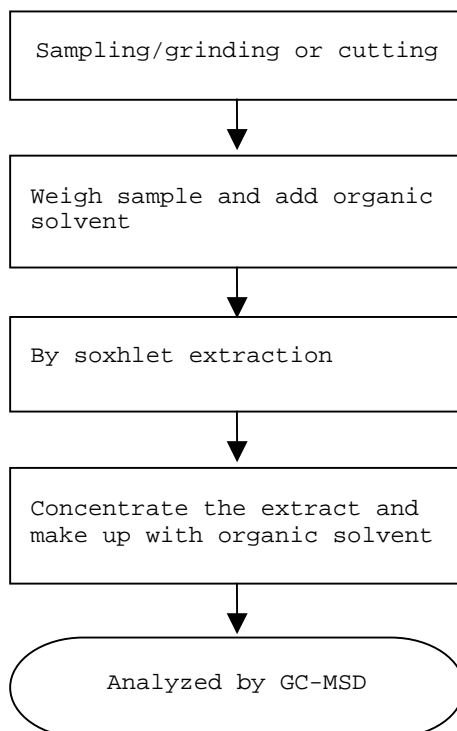 Sampling/grinding or cutting
Weigh sample and add organic
solvent
By soxhlet extraction
Concentrate the extract and
make up with organic solvent
Analyzed by GC-MSD